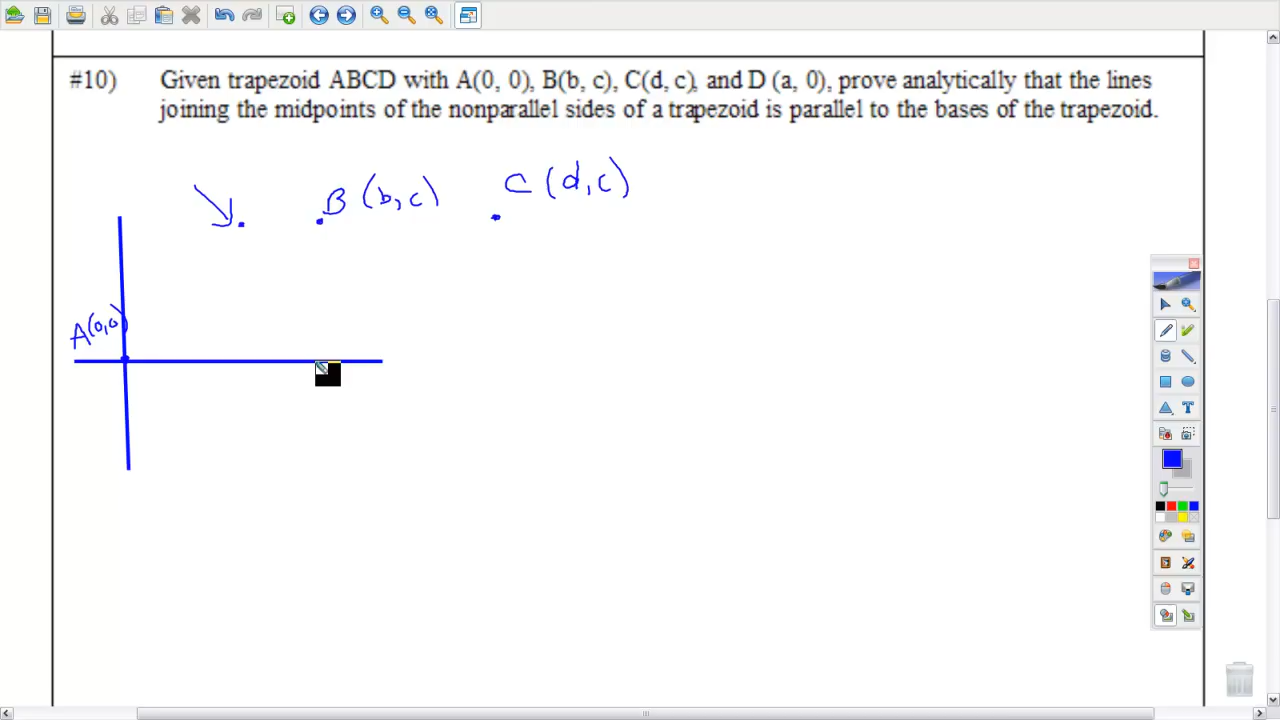 #10) Given trapezoid ABCD with A(0, 0), B(b, c), C(d, c), and D (a, 0), prove analytically that the lines
joining the midpoints of the nonparallel sides of a trapezoid is parallel to the bases of the trapezoid.
C (d,c)
B (b,c)
A(0,0)
T